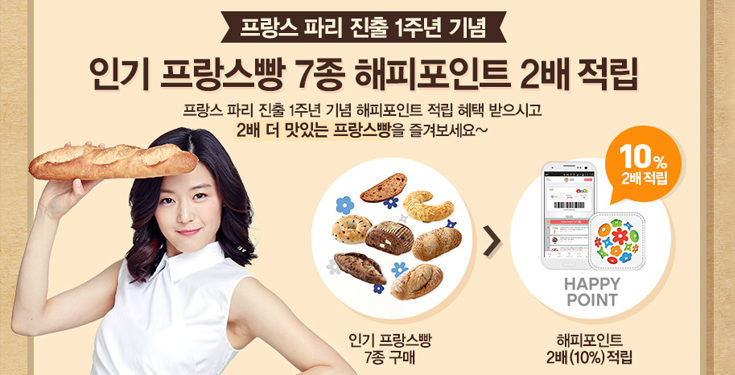 프랑스 파리 진출 1주년 기념
인기 프랑스빵 7종 해피포인트 2배 적립
프랑스 파리 진출 1주년 기념 해피포인트 적립 혜택 받으시고
2배 더 맛있는 프랑스빵을 즐겨보세요~
10%
2배 적립
HAPPY
POINT
인기 프랑스빵
7종 구매
해피포인트
2배(10%) 적립